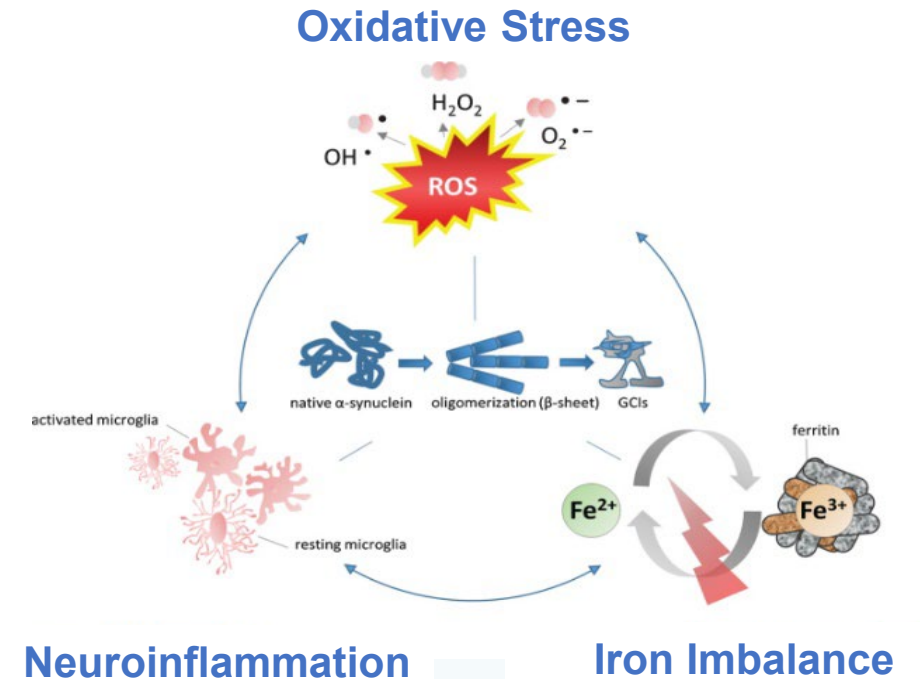 Oxidative Stress
H₂O₂
• −
•
OH •
O₂ •−
ROS
native α-synuclein
oligomerization (β-sheet)
GCIs
activated microglia
ferritin
Fe²⁺
Fe³⁺
resting microglia
Neuroinflammation
Iron Imbalance